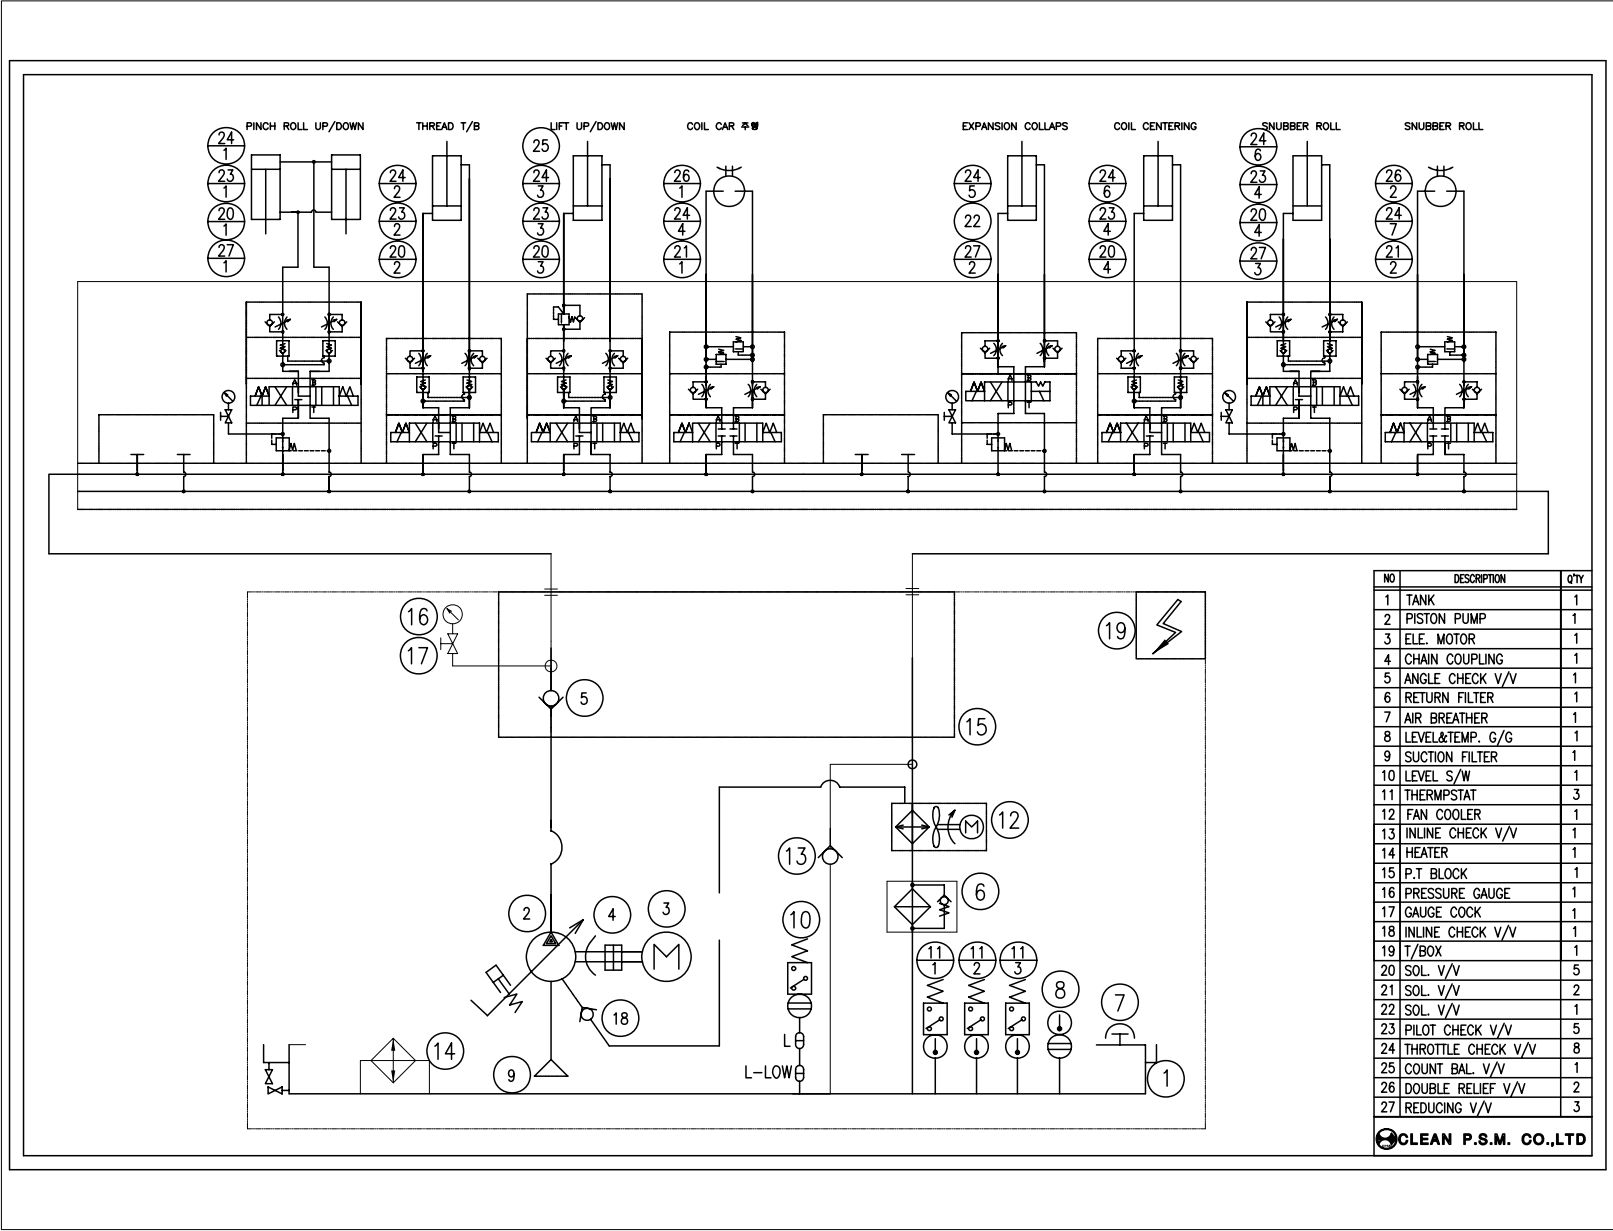 PINCH ROLL UP/DOWN
THREAD T/B
LIFT UP/DOWN
COIL CAR 주행
EXPANSION COLLAPS
COIL CENTERING
SNUBBER ROLL
SNUBBER ROLL
24
1
23
1
20
1
27
1
24
2
23
2
20
2
25
24
3
23
3
20
3
26
1
24
4
21
1
24
5
22
27
2
24
6
23
4
20
4
24
6
23
4
20
4
27
3
26
2
24
7
21
2
A B
P T
A B
P T
A B
P T
A B
P T
A B
P T
A B
P T
A B
P T
A B
P T
16
17
5
15
19
12
13
6
2
4
3
M
M
10
11
1
11
2
11
3
8
7
18
14
9
L
L-LOW
1
NO DESCRIPTION Q'TY
1 TANK 1
2 PISTON PUMP 1
3 ELE. MOTOR 1
4 CHAIN COUPLING 1
5 ANGLE CHECK V/V 1
6 RETURN FILTER 1
7 AIR BREATHER 1
8 LEVEL&TEMP. G/G 1
9 SUCTION FILTER 1
10 LEVEL S/W 1
11 THERMPSTAT 3
12 FAN COOLER 1
13 INLINE CHECK V/V 1
14 HEATER 1
15 P.T BLOCK 1
16 PRESSURE GAUGE 1
17 GAUGE COCK 1
18 INLINE CHECK V/V 1
19 T/BOX 1
20 SOL. V/V 5
21 SOL. V/V 2
22 SOL. V/V 1
23 PILOT CHECK V/V 5
24 THROTTLE CHECK V/V 8
25 COUNT BAL. V/V 1
26 DOUBLE RELIEF V/V 2
27 REDUCING V/V 3
CLEAN P.S.M. CO.,LTD